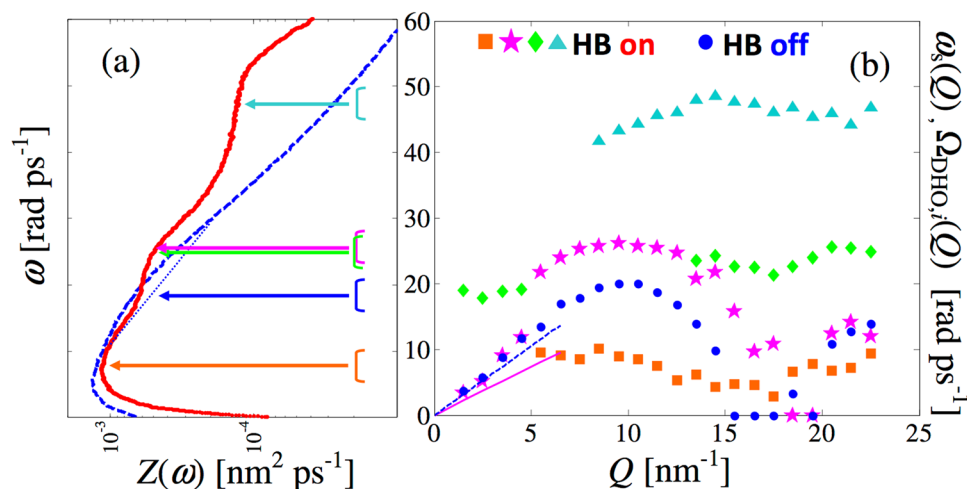 (a)
60
50
40
30
20
10
0
ω [rad ps⁻¹]
10⁻³
10⁻⁴
Z(ω) [nm² ps⁻¹]
HB on
HB off
(b)
0
5
10
15
20
25
Q [nm⁻¹]
ωs(Q) , ΩDHO,i(Q) [rad ps⁻¹]